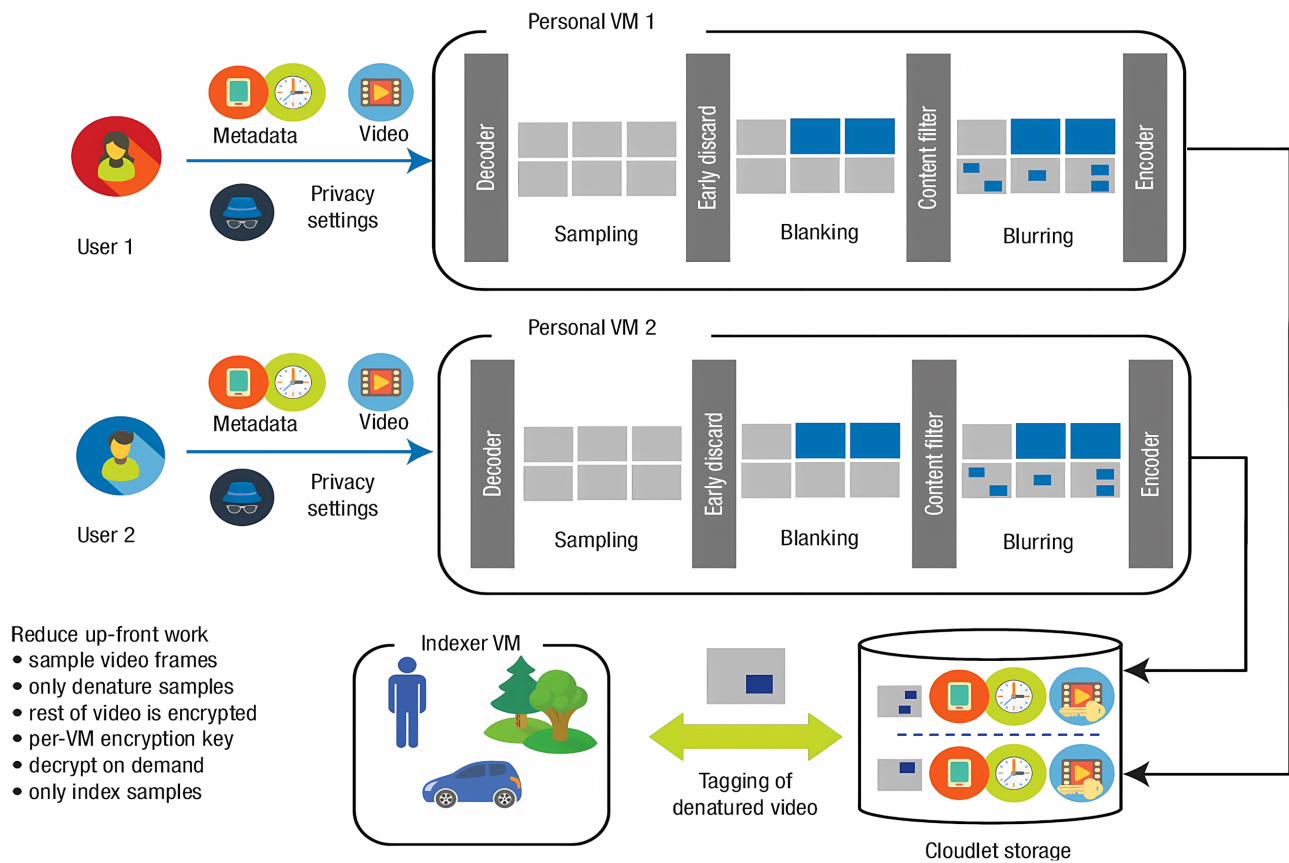 Personal VM 1
Metadata
Video
Privacy
settings
User 1
Decoder
Sampling
Early discard
Blanking
Content filter
Blurring
Encoder
Personal VM 2
Metadata
Video
Privacy
settings
User 2
Decoder
Sampling
Early discard
Blanking
Content filter
Blurring
Encoder
Reduce up-front work
• sample video frames
• only denature samples
• rest of video is encrypted
• per-VM encryption key
• decrypt on demand
• only index samples
Indexer VM
Tagging of
denatured video
Cloudlet storage